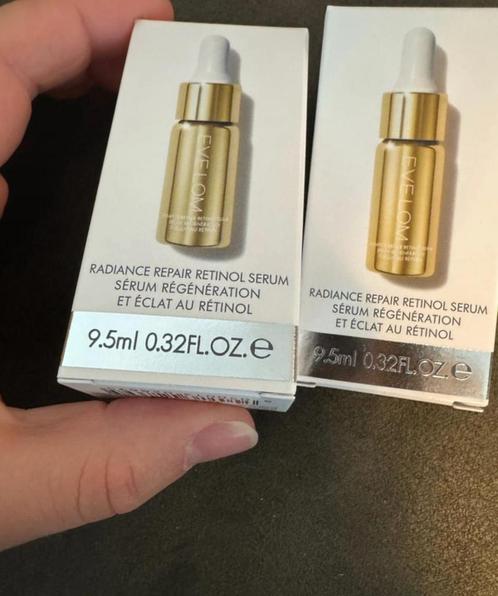 EVE LOM
RADIANCE REPAIR RETINOL SERUM
SÉRUM RÉGÉNÉRATION
ET ÉCLAT AU RÉTINOL
9.5ml 0.32FL.OZ.e
EVE LOM
RADIANCE REPAIR RETINOL SERUM
SÉRUM RÉGÉNÉRATION
ET ÉCLAT AU RÉTINOL
9.5ml 0.32FL.OZ.e